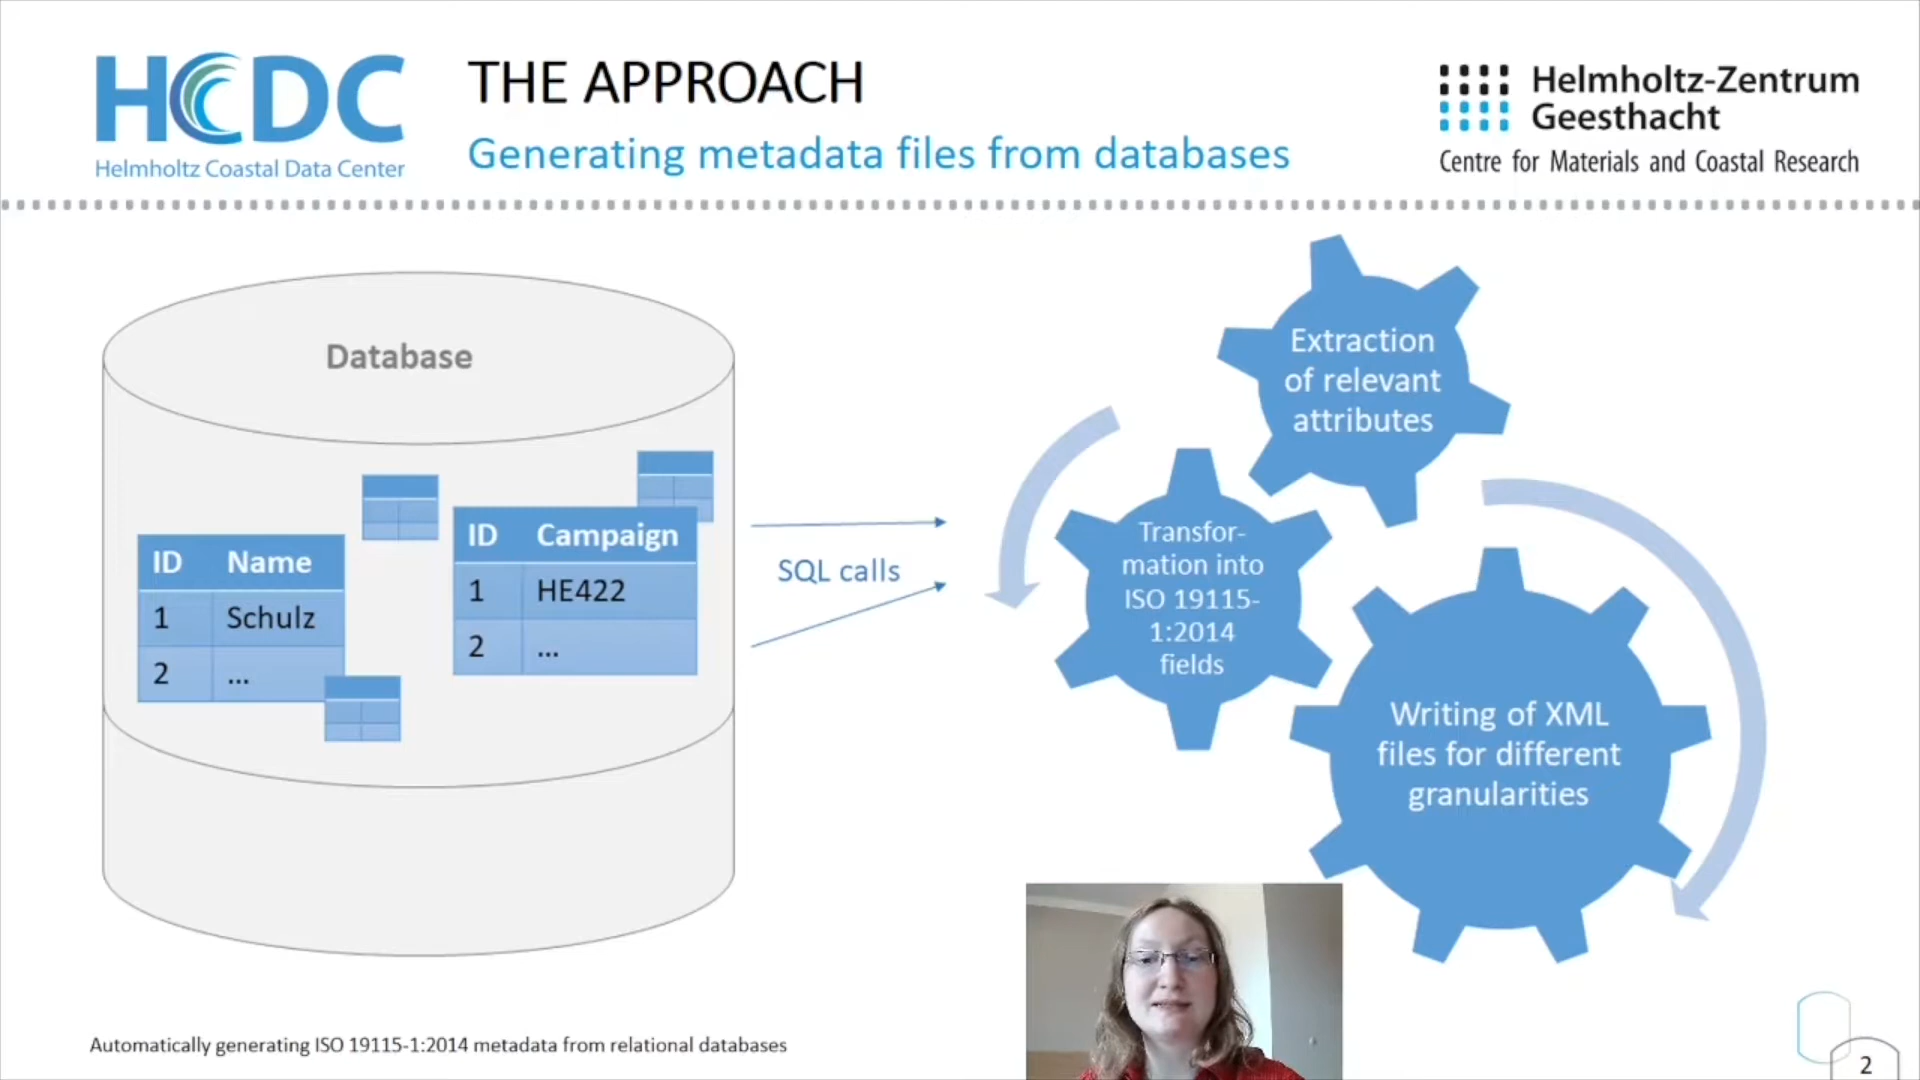 HCDC
Helmholtz Coastal Data Center
THE APPROACH
Generating metadata files from databases
Helmholtz-Zentrum
Geesthacht
Centre for Materials and Coastal Research
Database
ID Name
1 Schulz
2 ...
ID Campaign
1 HE422
2 ...
SQL calls
Extraction
of relevant
attributes
Transfor-
mation into
ISO 19115-
1:2014
fields
Writing of XML
files for different
granularities
Automatically generating ISO 19115-1:2014 metadata from relational databases
2